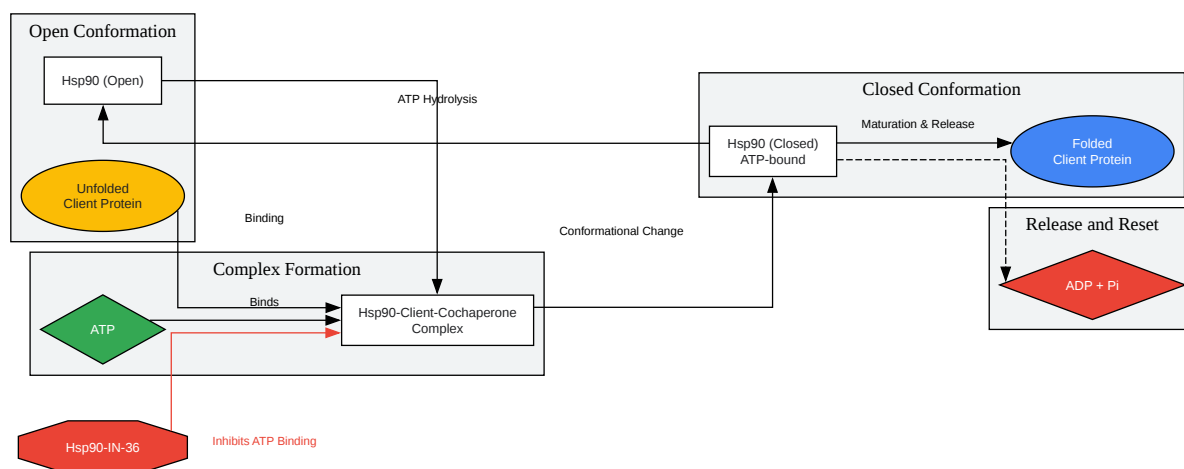 Open Conformation
Hsp90 (Open)
Unfolded
Client Protein
ATP Hydrolysis
Binding
Closed Conformation
Maturation & Release
Hsp90 (Closed)
ATP-bound
Folded
Client Protein
Conformational Change
Release and Reset
ADP + Pi
Complex Formation
Binds
ATP
Hsp90-Client-Cochaperone
Complex
Hsp90-IN-36
Inhibits ATP Binding